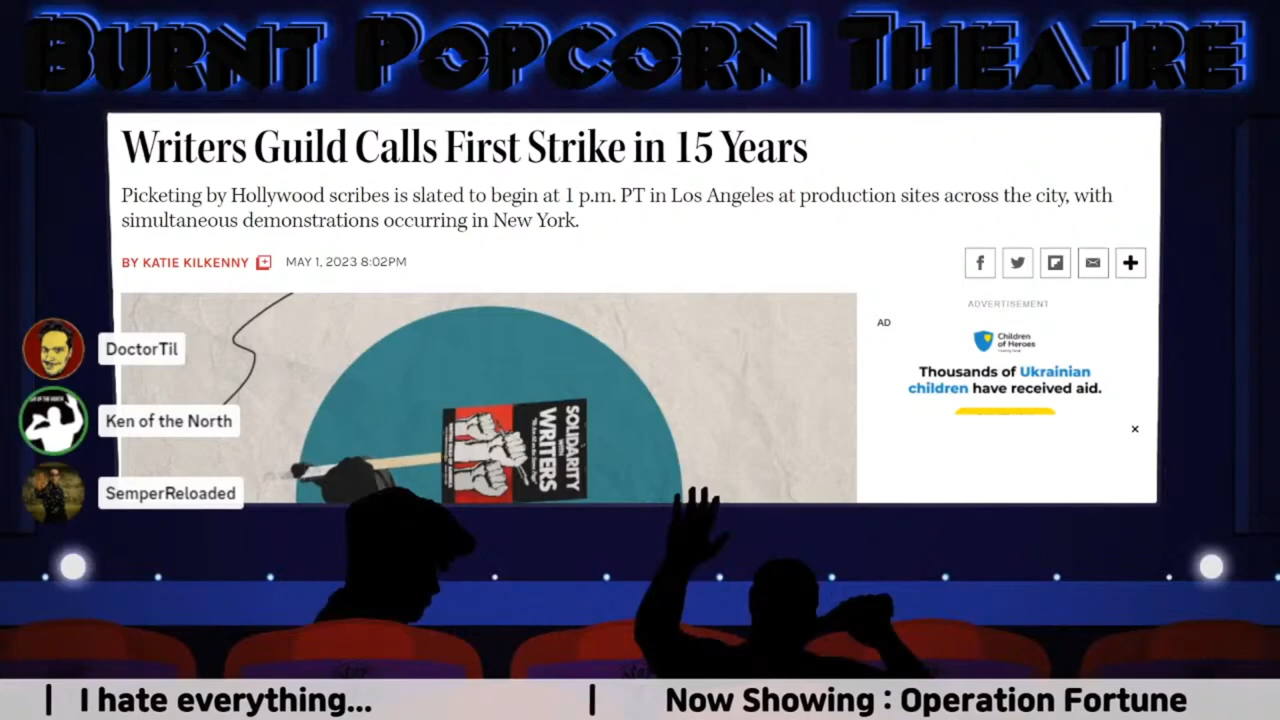 BURNT POPCORN THEATRE
Writers Guild Calls First Strike in 15 Years
Picketing by Hollywood scribes is slated to begin at 1 p.m. PT in Los Angeles at production sites across the city, with
simultaneous demonstrations occurring in New York.
BY KATIE KILKENNY
MAY 1, 2023 8:02PM
ADVERTISEMENT
AD
Children
of Heroes
Thousands of Ukrainian
children have received aid.
DoctorTil
Ken of the North
SemperReloaded
SOLIDARITY
WITH
WRITERS
| I hate everything... | Now Showing : Operation Fortune